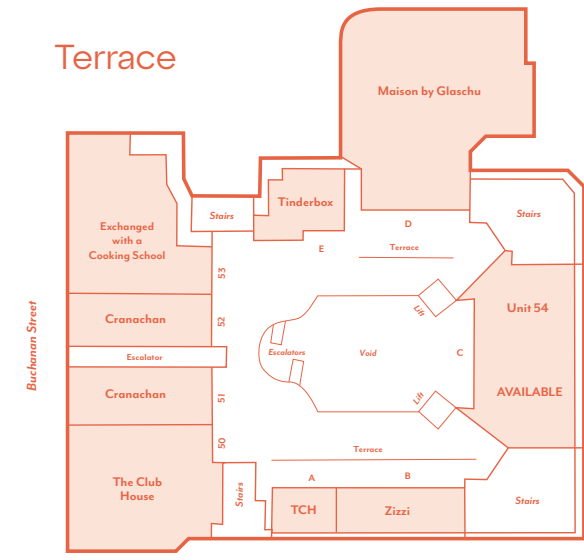 Terrace
Maison by Glaschu
Tinderbox
Stairs
Stairs
D
Exchanged
with a
Cooking School
E
Terrace
53
Unit 54
Lift
Buchanan Street
Cranachan
52
Escalator
Escalators
Void
C
Cranachan
51
Lift
AVAILABLE
50
Terrace
The Club
House
Stairs
A
B
Stairs
TCH
Zizzi